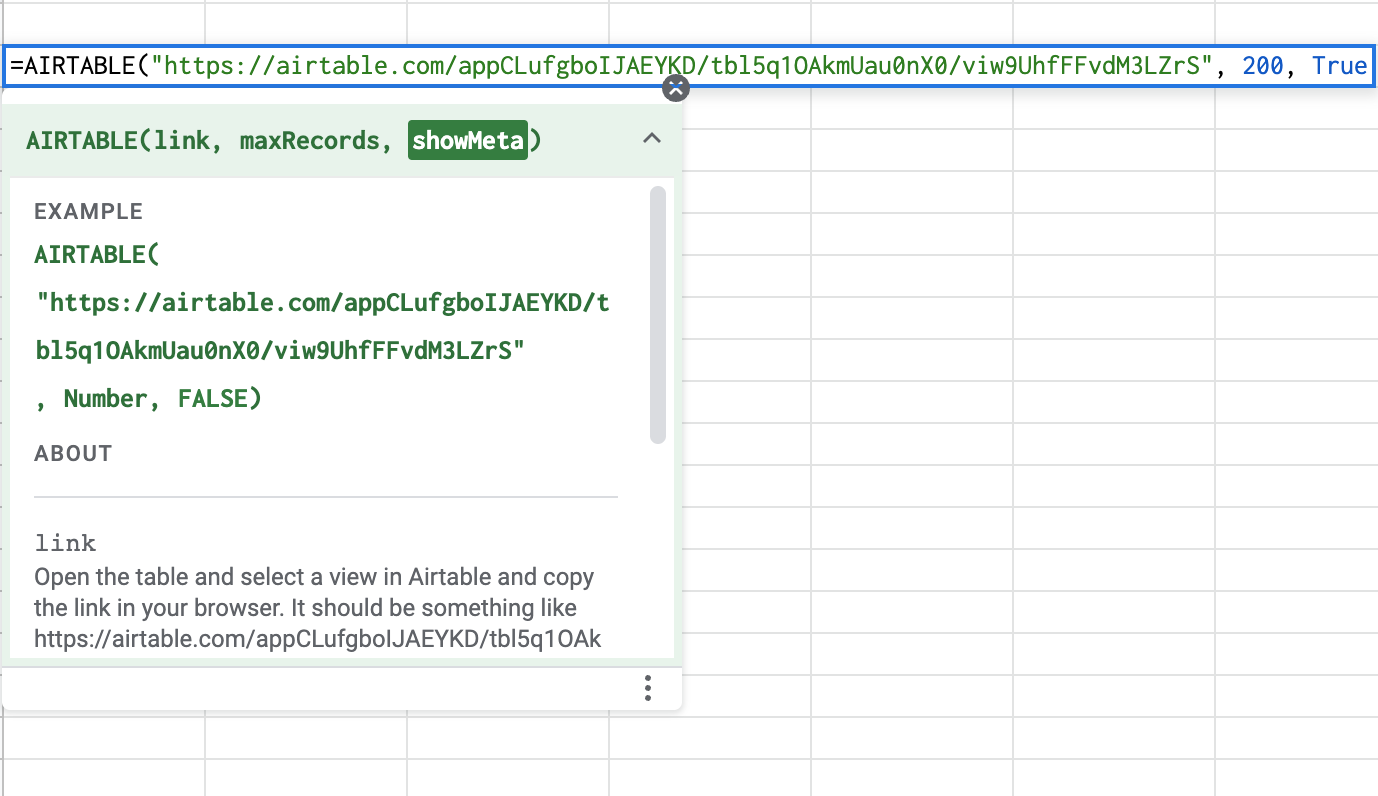 =AIRTABLE("https://airtable.com/appCLufgboIJAEYKD/tbl5q1OAkmUau0nX0/viw9UhfFFvdM3LZrS", 200, True
AIRTABLE(link, maxRecords, showMeta)
EXAMPLE
AIRTABLE(
"https://airtable.com/appCLufgboIJAEYKD/t
bl5q1OAkmUau0nX0/viw9UhfFFvdM3LZrS"
, Number, FALSE)
ABOUT
link
Open the table and select a view in Airtable and copy
the link in your browser. It should be something like
https://airtable.com/appCLufgboIJAEYKD/tbl5q1OAk